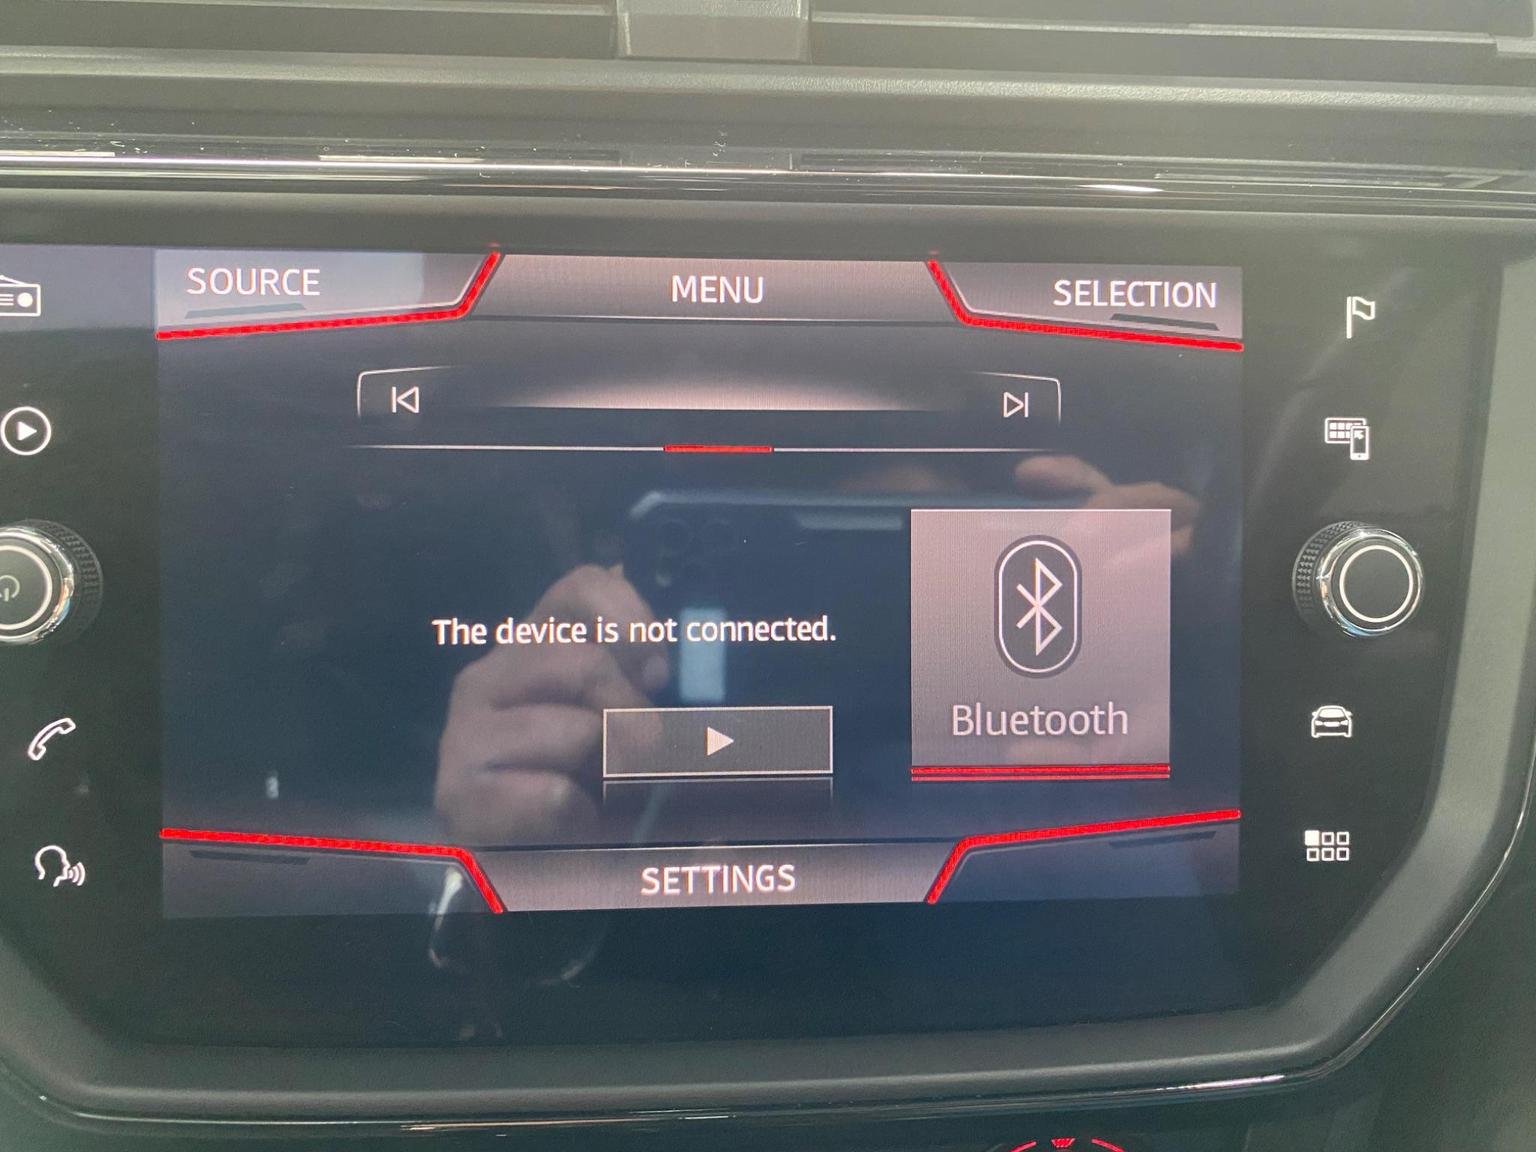 SOURCE
MENU
SELECTION
The device is not connected.
Bluetooth
SETTINGS